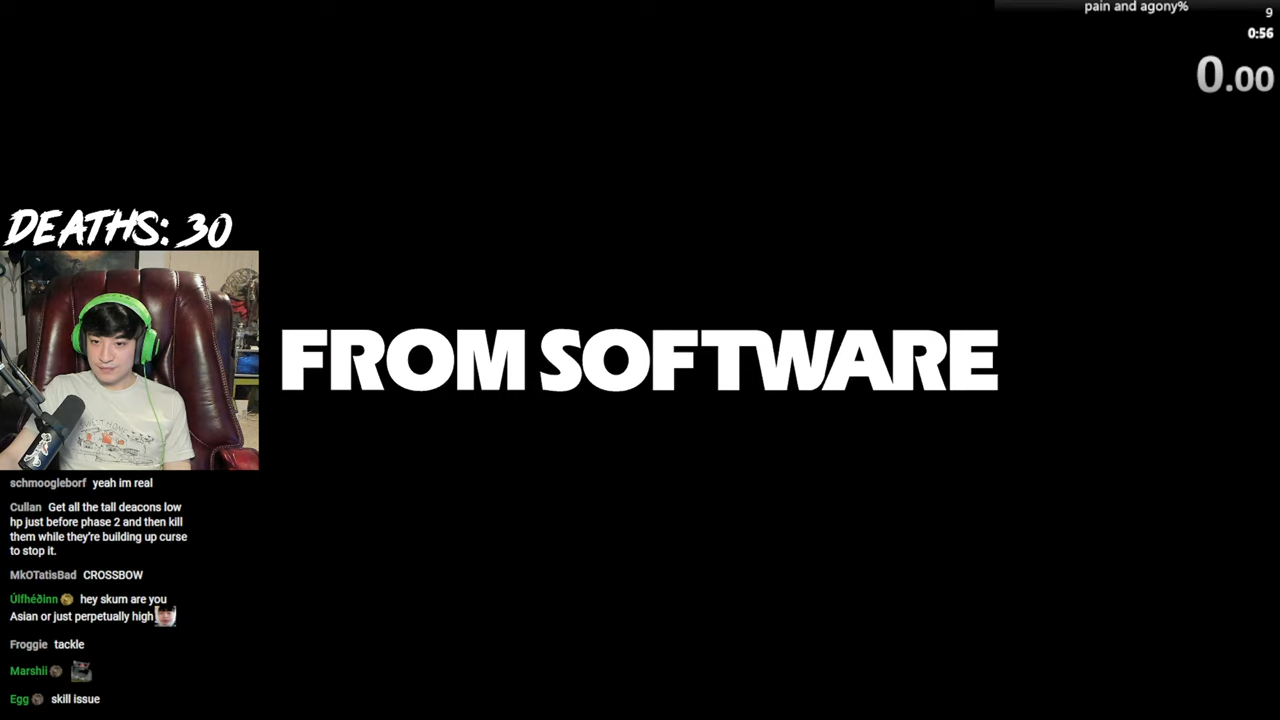 pain and agony%
9
0:56
0.00
DEATHS: 30
FROMSOFTWARE
schmoogleborf yeah im real
Cullan Get all the tall deacons low
hp just before phase 2 and then kill
them while they're building up curse
to stop it.
MkOTatisBad CROSSBOW
Úlfhéðinn hey skum are you
Asian or just perpetually high
Froggie tackle
Marshii
Egg skill issue